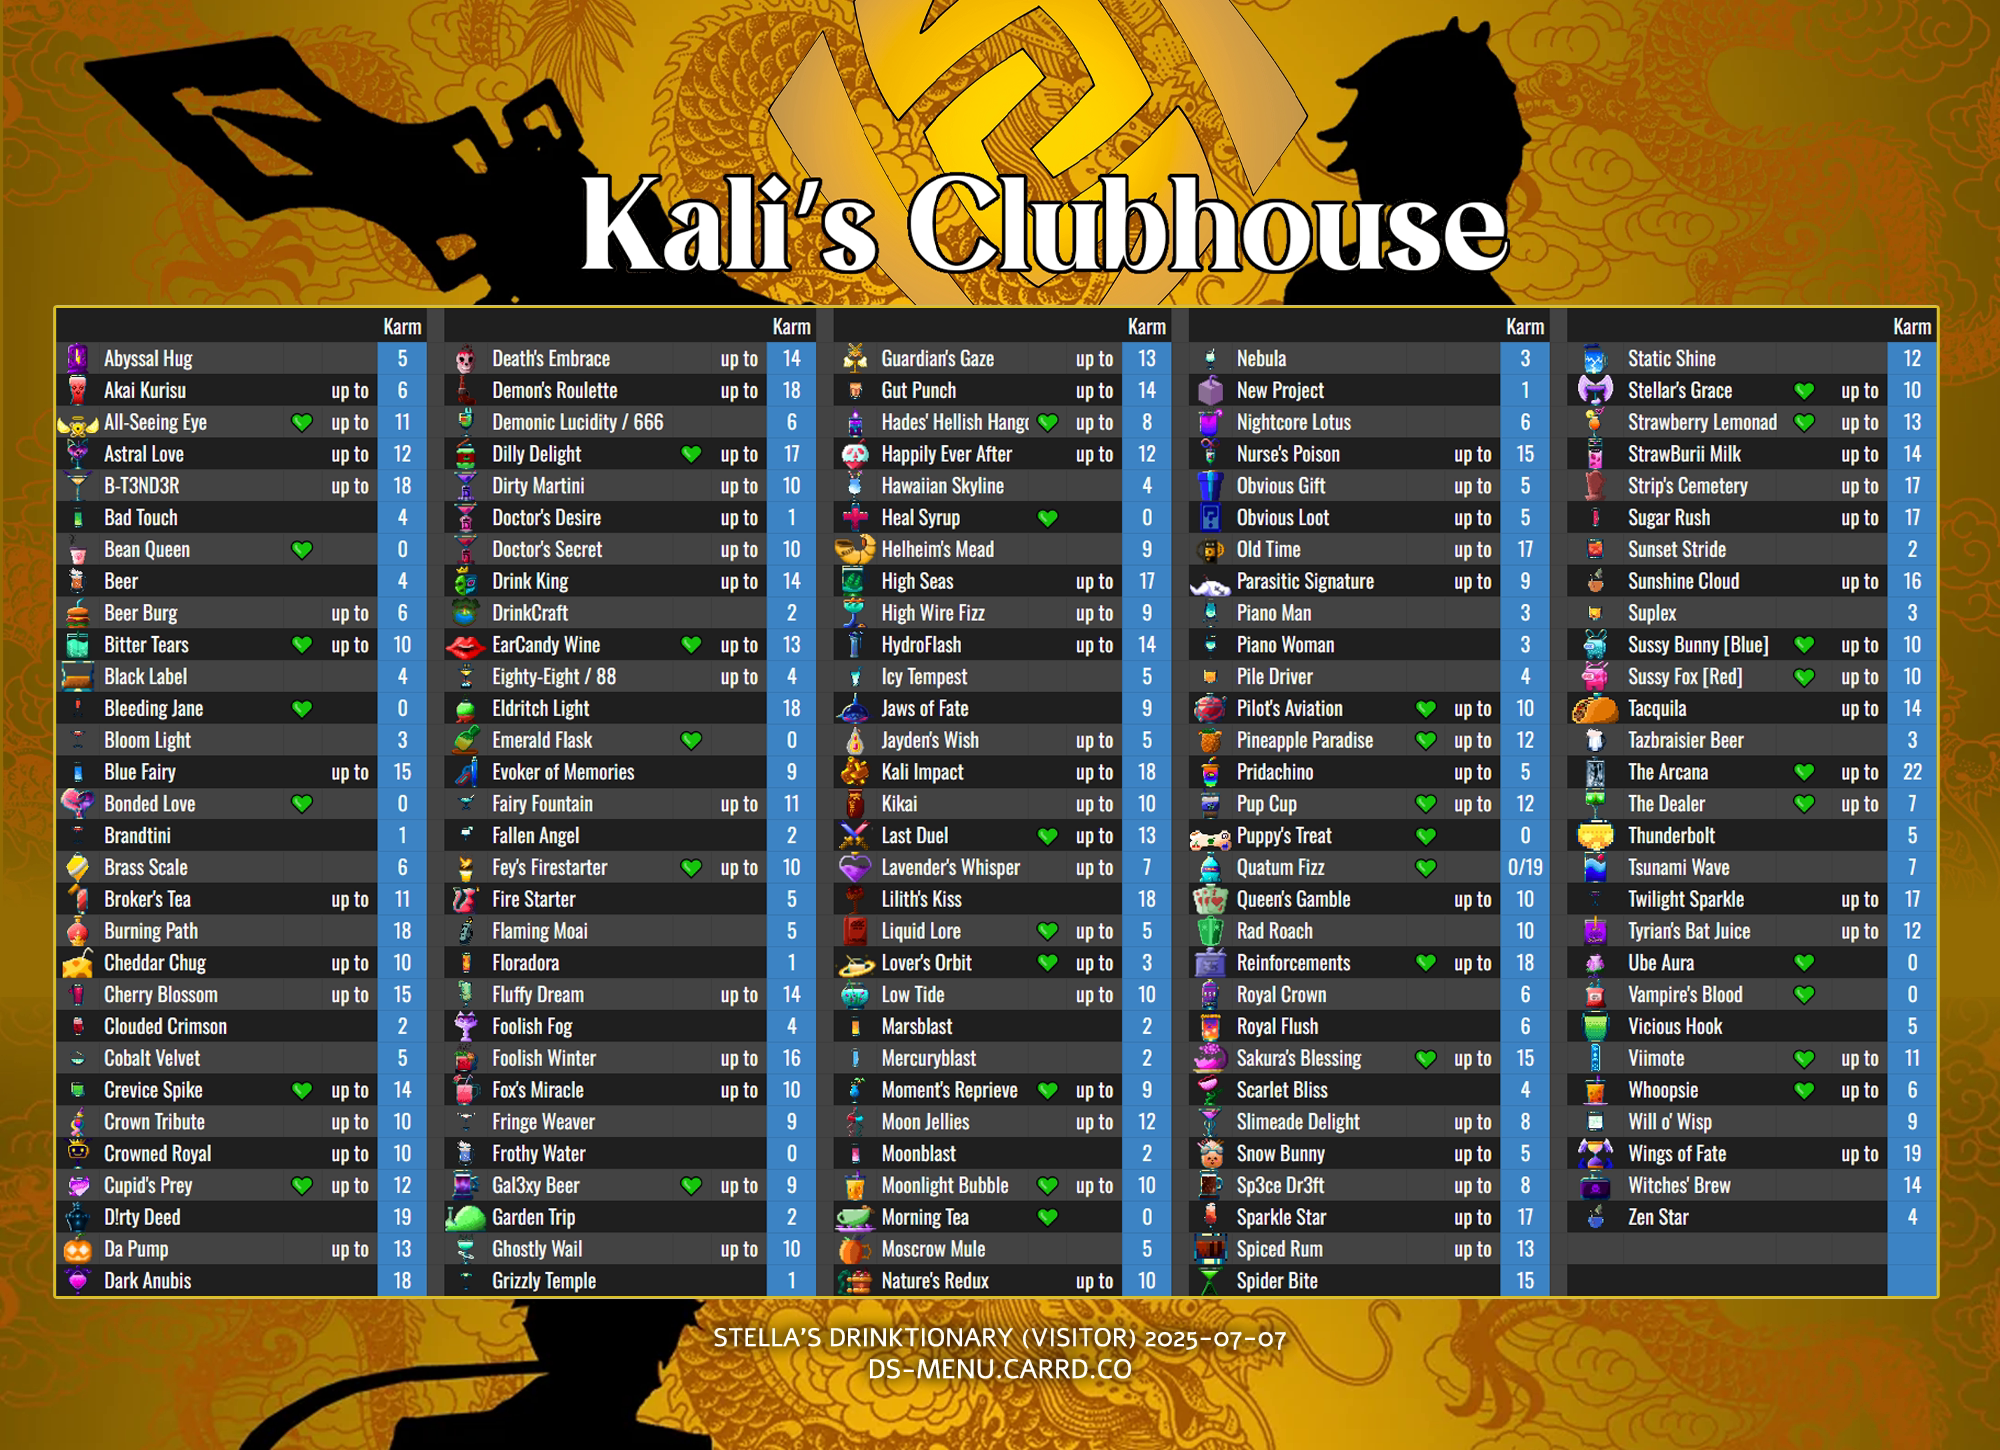 Kali's Clubhouse
Karm
Abyssal Hug 5
Akai Kurisu up to 6
All-Seeing Eye up to 11
Astral Love up to 12
B-T3ND3R up to 18
Bad Touch 4
Bean Queen 0
Beer 4
Beer Burg up to 6
Bitter Tears up to 10
Black Label 4
Bleeding Jane 0
Bloom Light 3
Blue Fairy up to 15
Bonded Love 0
Brandtini 1
Brass Scale 6
Broker's Tea up to 11
Burning Path 18
Cheddar Chug up to 10
Cherry Blossom up to 15
Clouded Crimson 2
Cobalt Velvet 5
Crevice Spike up to 14
Crown Tribute up to 10
Crowned Royal up to 10
Cupid's Prey up to 12
D!rty Deed 19
Da Pump up to 13
Dark Anubis 18
Karm
Death's Embrace up to 14
Demon's Roulette up to 18
Demonic Lucidity / 666 6
Dilly Delight up to 17
Dirty Martini up to 10
Doctor's Desire up to 1
Doctor's Secret up to 10
Drink King up to 14
DrinkCraft 2
EarCandy Wine up to 13
Eighty-Eight / 88 up to 4
Eldritch Light 18
Emerald Flask 0
Evoker of Memories 9
Fairy Fountain up to 11
Fallen Angel 2
Fey's Firestarter up to 10
Fire Starter 5
Flaming Moai 5
Floradora 1
Fluffy Dream up to 14
Foolish Fog 4
Foolish Winter up to 16
Fox's Miracle up to 10
Fringe Weaver 9
Frothy Water 0
Gal3xy Beer up to 9
Garden Trip 2
Ghostly Wail up to 10
Grizzly Temple 1
Karm
Guardian's Gaze up to 13
Gut Punch up to 14
Hades' Hellish Hang up to 8
Happily Ever After up to 12
Hawaiian Skyline 4
Heal Syrup 0
Helheim's Mead 9
High Seas up to 17
High Wire Fizz up to 9
HydroFlash up to 14
Icy Tempest 5
Jaws of Fate 9
Jayden's Wish up to 5
Kali Impact up to 18
Kikai up to 10
Last Duel up to 13
Lavender's Whisper up to 7
Lilith's Kiss 18
Liquid Lore up to 5
Lover's Orbit up to 3
Low Tide up to 10
Marsblast 2
Mercuryblast 2
Moment's Reprieve up to 9
Moon Jellies up to 12
Moonblast 2
Moonlight Bubble up to 10
Morning Tea 0
Moscrow Mule 5
Nature's Redux up to 10
Karm
Nebula 3
New Project 1
Nightcore Lotus 6
Nurse's Poison up to 15
Obvious Gift up to 5
Obvious Loot up to 5
Old Time up to 17
Parasitic Signature up to 9
Piano Man 3
Piano Woman 3
Pile Driver 4
Pilot's Aviation up to 10
Pineapple Paradise up to 12
Pridachino up to 5
Pup Cup up to 12
Puppy's Treat 0
Quatum Fizz 0/19
Queen's Gamble up to 10
Rad Roach 10
Reinforcements up to 18
Royal Crown 6
Royal Flush 6
Sakura's Blessing up to 15
Scarlet Bliss 4
Slimeade Delight up to 8
Snow Bunny up to 5
Sp3ce Dr3ft up to 8
Sparkle Star up to 17
Spiced Rum up to 13
Spider Bite 15
Karm
Static Shine 12
Stellar's Grace up to 10
Strawberry Lemonad up to 13
StrawBurii Milk up to 14
Strip's Cemetery up to 17
Sugar Rush up to 17
Sunset Stride 2
Sunshine Cloud up to 16
Suplex 3
Sussy Bunny [Blue] up to 10
Sussy Fox [Red] up to 10
Tacquila up to 14
Tazbraisier Beer 3
The Arcana up to 22
The Dealer up to 7
Thunderbolt 5
Tsunami Wave 7
Twilight Sparkle up to 17
Tyrian's Bat Juice up to 12
Ube Aura 0
Vampire's Blood 0
Vicious Hook 5
Viimote up to 11
Whoopsie up to 6
Will o' Wisp 9
Wings of Fate up to 19
Witches' Brew 14
Zen Star 4
STELLA'S DRINKTIONARY (VISITOR) 2025-07-07
DS-MENU.CARRD.CO